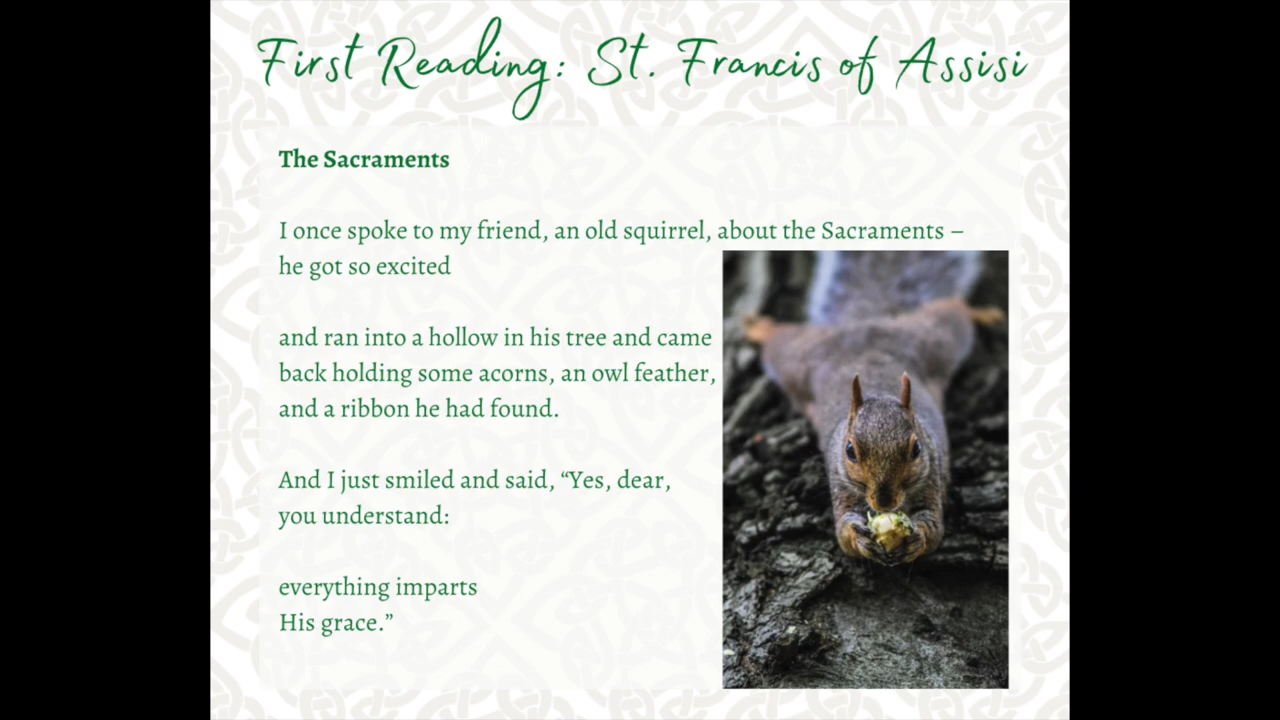 First Reading: St. Francis of Assisi
The Sacraments
I once spoke to my friend, an old squirrel, about the Sacraments –
he got so excited
and ran into a hollow in his tree and came
back holding some acorns, an owl feather,
and a ribbon he had found.
And I just smiled and said, “Yes, dear,
you understand:
everything imparts
His grace.”